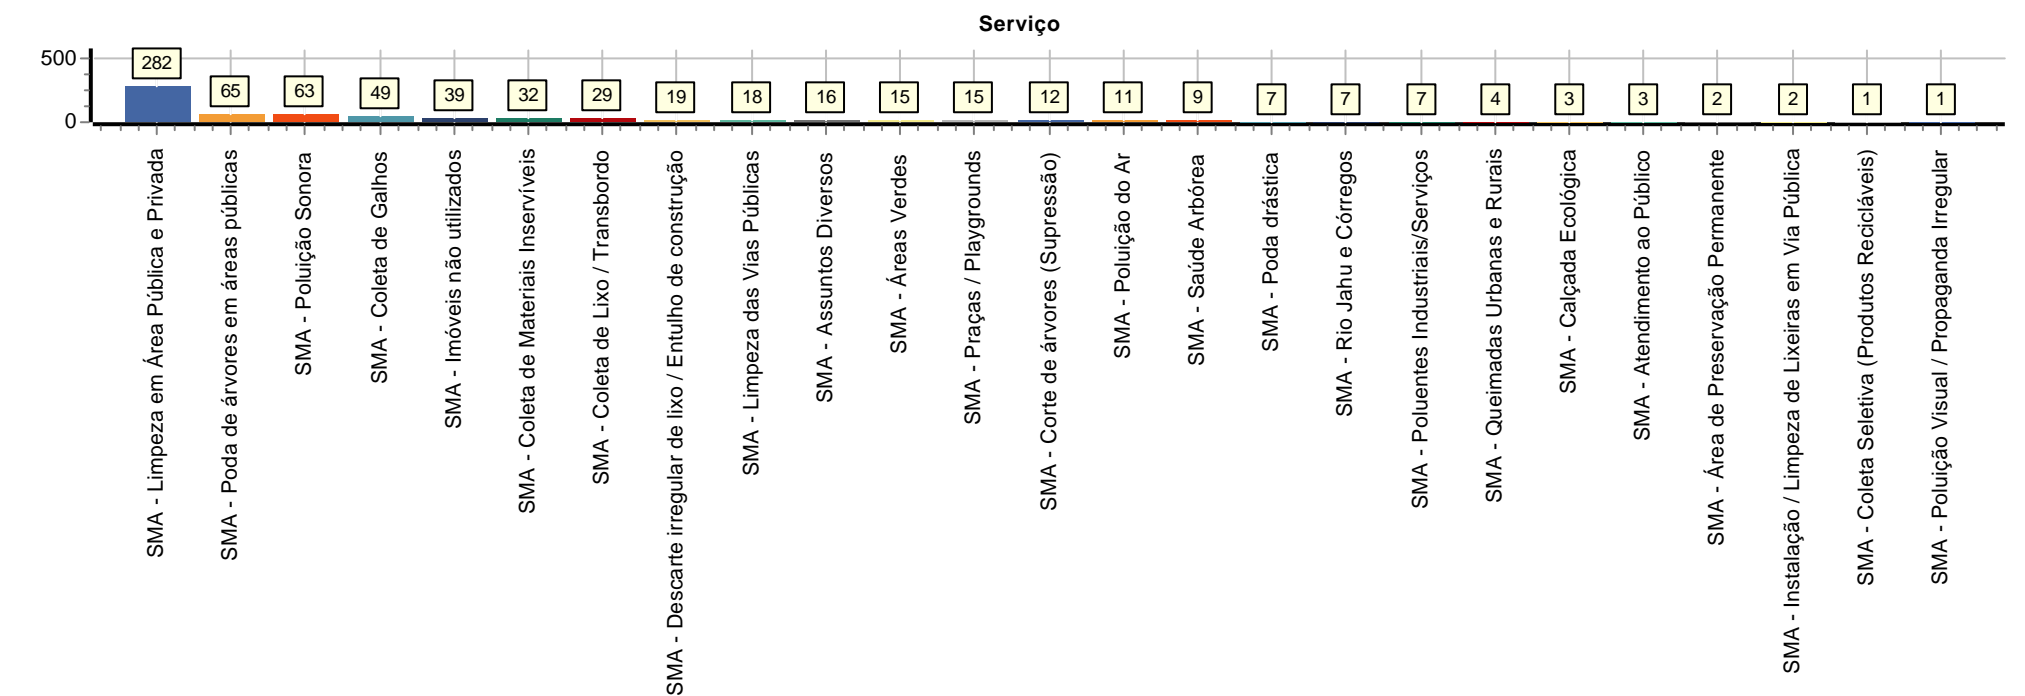 Serviço
500
0
282
65
63
49
39
32
29
19
18
16
15
15
12
11
9
7
7
7
4
3
3
2
2
1
1
SMA - Limpeza em Área Pública e Privada
SMA - Poda de árvores em áreas públicas
SMA - Poluição Sonora
SMA - Coleta de Galhos
SMA - Imóveis não utilizados
SMA - Coleta de Materiais Inservíveis
SMA - Coleta de Lixo / Transbordo
SMA - Descarte irregular de lixo / Entulho de construção
SMA - Limpeza das Vias Públicas
SMA - Assuntos Diversos
SMA - Áreas Verdes
SMA - Praças / Playgrounds
SMA - Corte de árvores (Supressão)
SMA - Poluição do Ar
SMA - Saúde Arbórea
SMA - Poda drástica
SMA - Rio Jahu e Córregos
SMA - Poluentes Industriais/Serviços
SMA - Queimadas Urbanas e Rurais
SMA - Calçada Ecológica
SMA - Atendimento ao Público
SMA - Área de Preservação Permanente
SMA - Instalação / Limpeza de Lixeiras em Via Pública
SMA - Coleta Seletiva (Produtos Recicláveis)
SMA - Poluição Visual / Propaganda Irregular